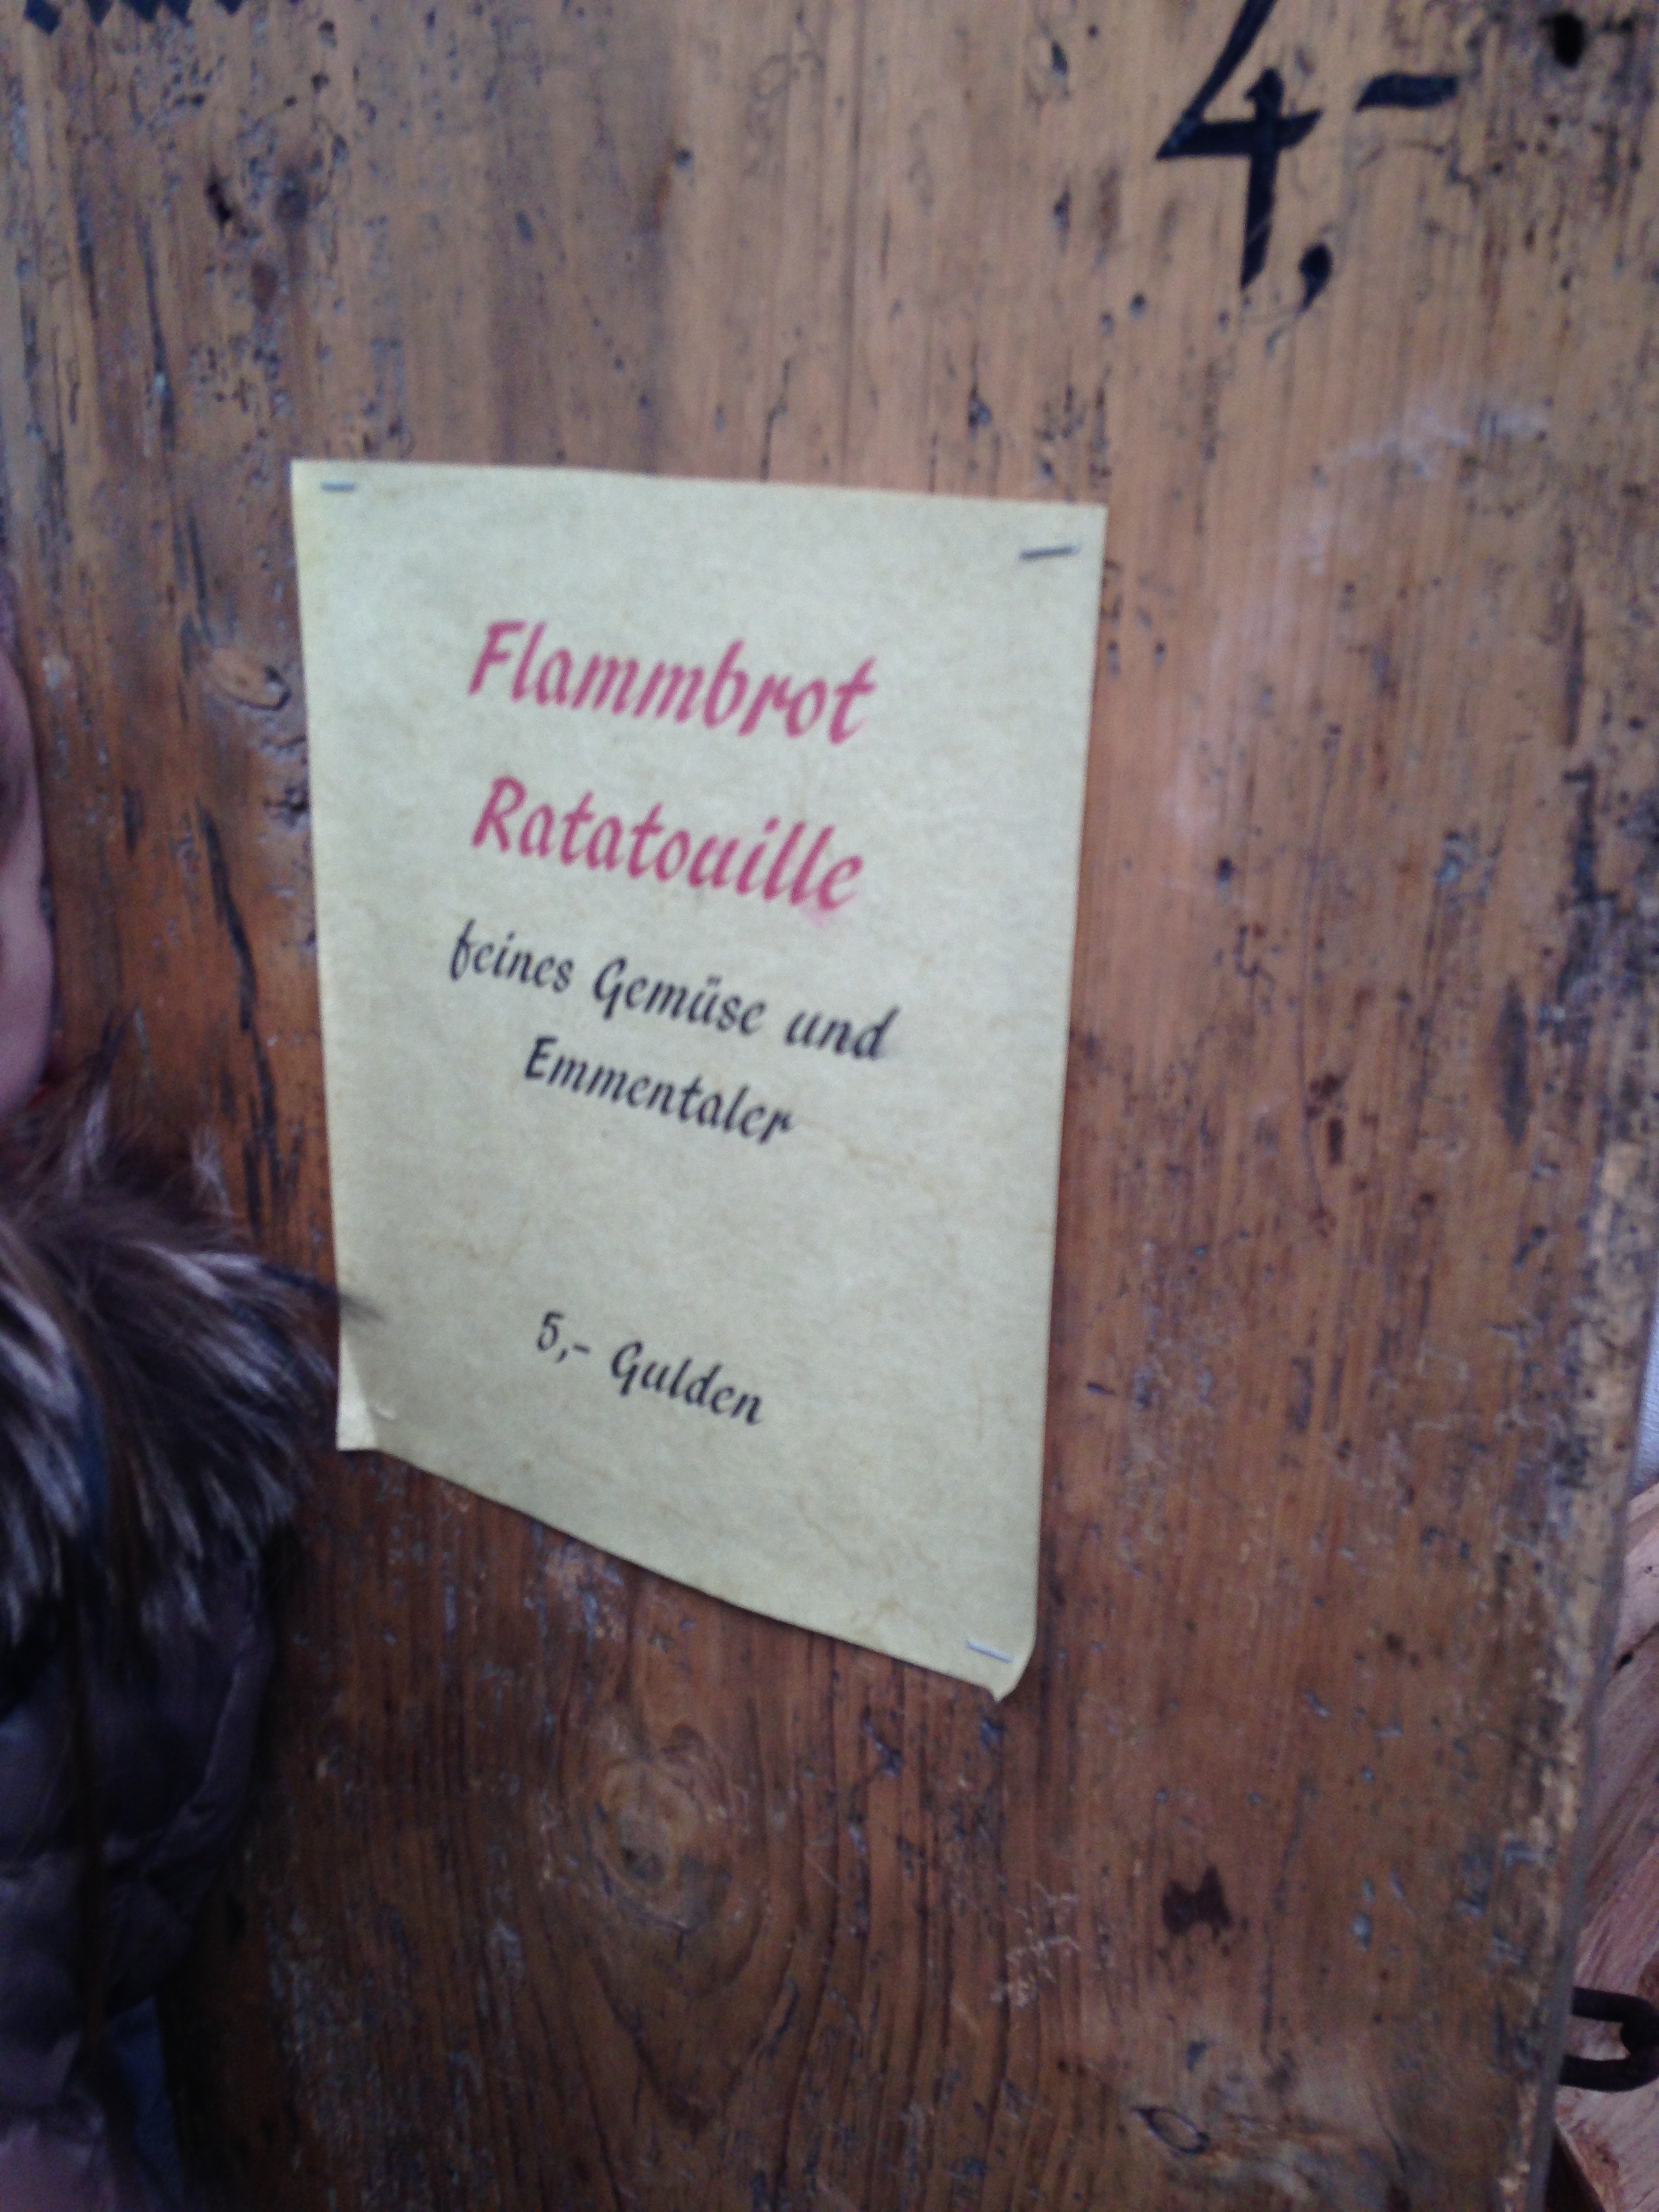 4,-
Flammbrot
Ratatouille
feines Gemüse und
Emmentaler
5,- Gulden